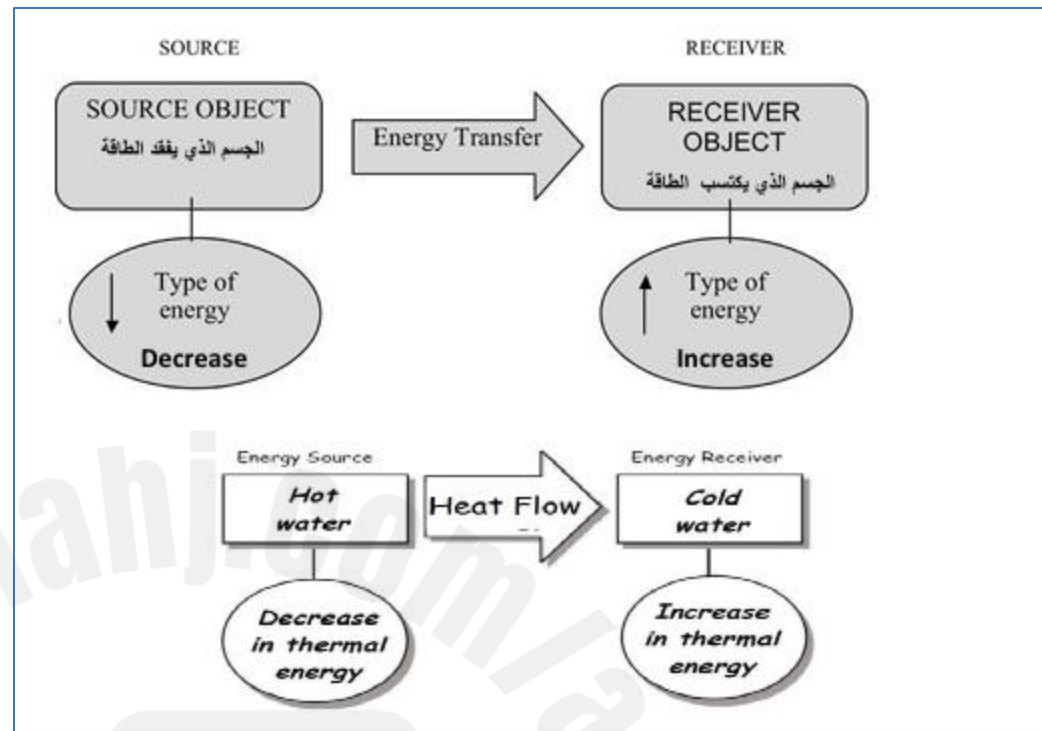 SOURCE
RECEIVER
SOURCE OBJECT
الجسم الذي يفقد الطاقة
Energy Transfer
RECEIVER
OBJECT
الجسم الذي يكتسب الطاقة
Type of
energy
Decrease
Type of
energy
Increase
Energy Source
Energy Receiver
Hot
water
Heat Flow
Cold
water
Decrease
in thermal
energy
Increase
in thermal
energy
ahj.com/a